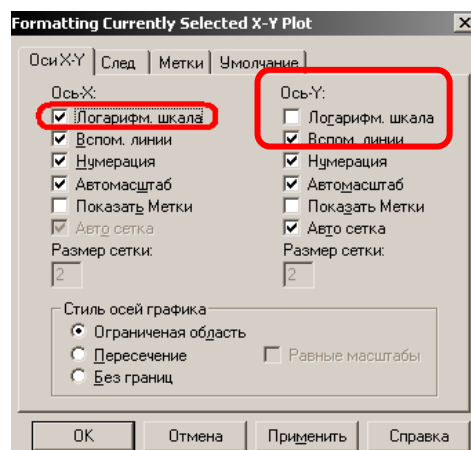 Formatting Currently Selected X-Y Plot
Оси X-Y След Метки Умолчание
Ось-X: Ось-Y:
Логарифм. шкала Логарифм. шкала
Вспом. линии Вспом. линии
Нумерация Нумерация
Автомасштаб Автомасштаб
Показать Метки Показать Метки
Авто сетка Авто сетка
Размер сетки: Размер сетки:
2 2
Стиль осей графика
Ограниченая область
Пересечение Равные масштабы
Без границ
OK Отмена Применить Справка